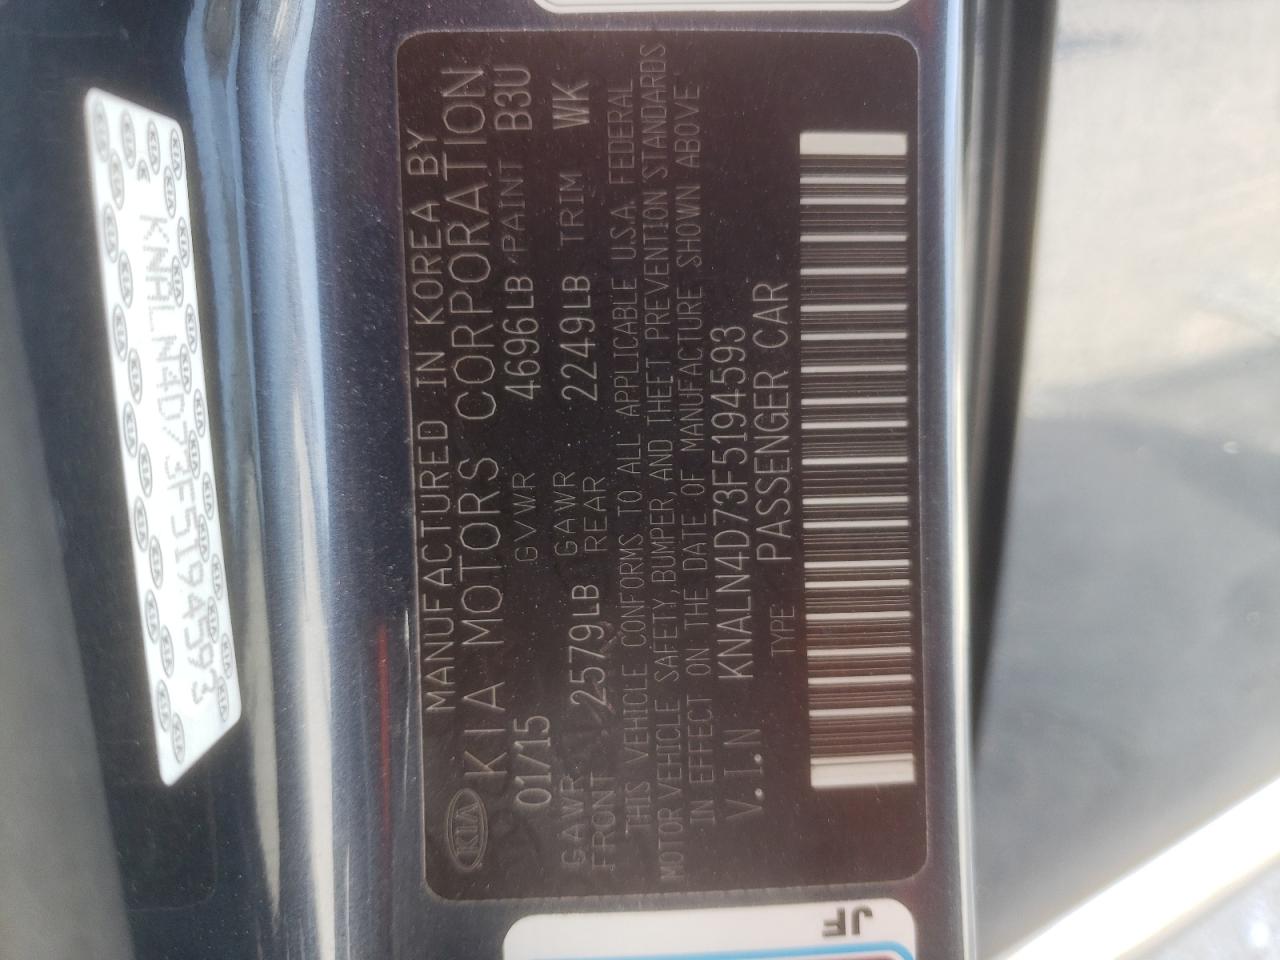 MANUFACTURED IN KOREA BY
KIA KIA MOTORS CORPORATION
01/15 GVWR 4696LB PAINT B3U
GAWR FRONT 2579LB GAWR REAR 2249LB TRIM WK
THIS VEHICLE CONFORMS TO ALL APPLICABLE U.S.A. FEDERAL
MOTOR VEHICLE SAFETY,BUMPER, AND THEFT PREVENTION STANDARDS
IN EFFECT ON THE DATE OF MANUFACTURE SHOWN ABOVE
V.I.N KNALN4D73F5194593
TYPE PASSENGER CAR
KNALN4D73F5194593
JF